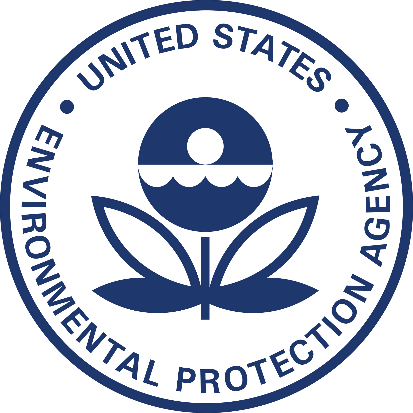 UNITED STATES
ENVIRONMENTAL PROTECTION AGENCY